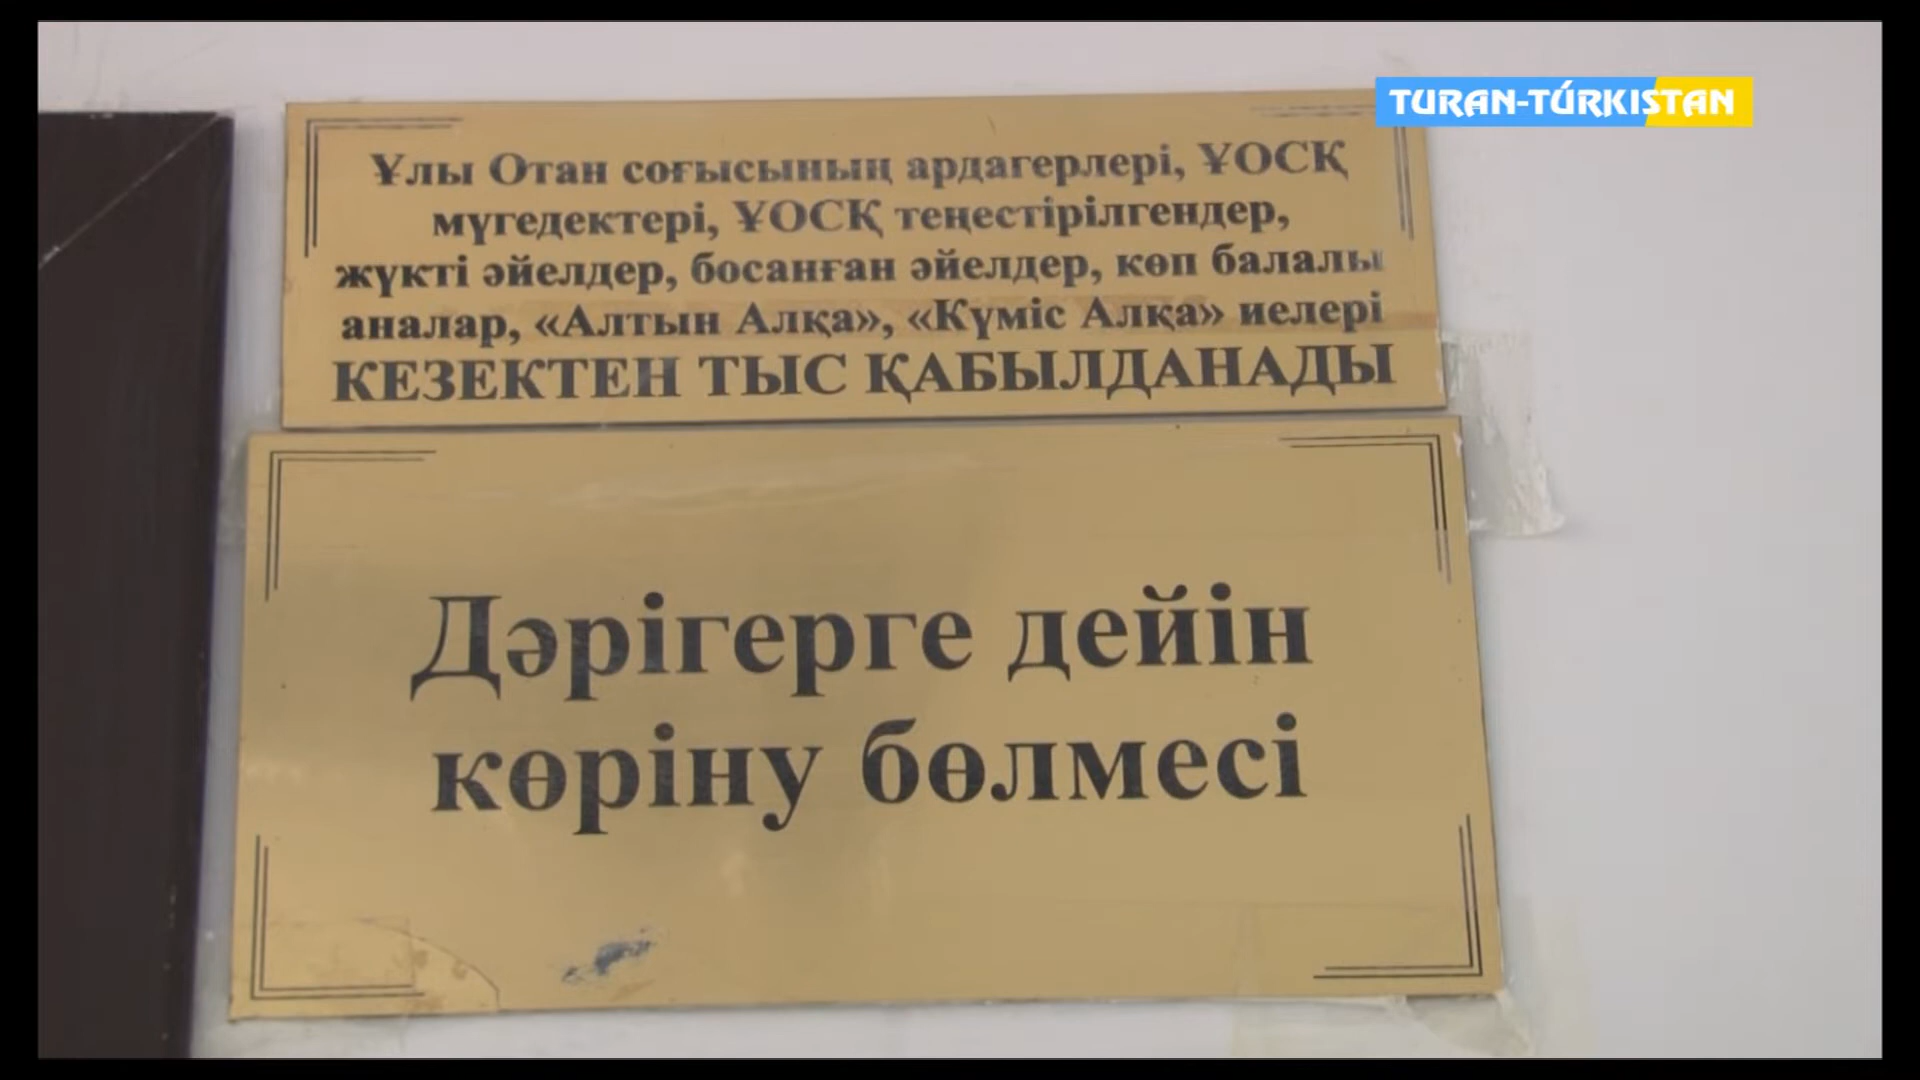 TURAN-TÚRKISTAN
Ұлы Отан соғысының ардагерлері, ҰОСҚ
мүгедектері, ҰОСҚ теңестірілгендер,
жүкті әйелдер, босанған әйелдер, көп балалы
аналар, «Алтын Алқа», «Күміс Алқа» иелері
КЕЗЕКТЕН ТЫС ҚАБЫЛДАНАДЫ
Дәрігерге дейін
көріну бөлмесі